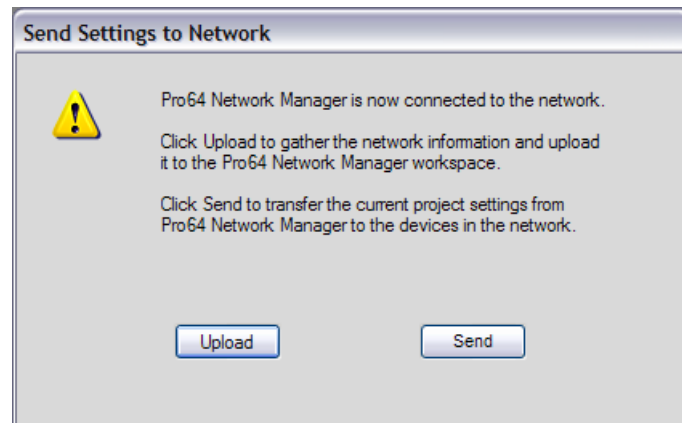 Send Settings to Network
Pro64 Network Manager is now connected to the network.
Click Upload to gather the network information and upload
it to the Pro64 Network Manager workspace.
Click Send to transfer the current project settings from
Pro64 Network Manager to the devices in the network.
Upload
Send